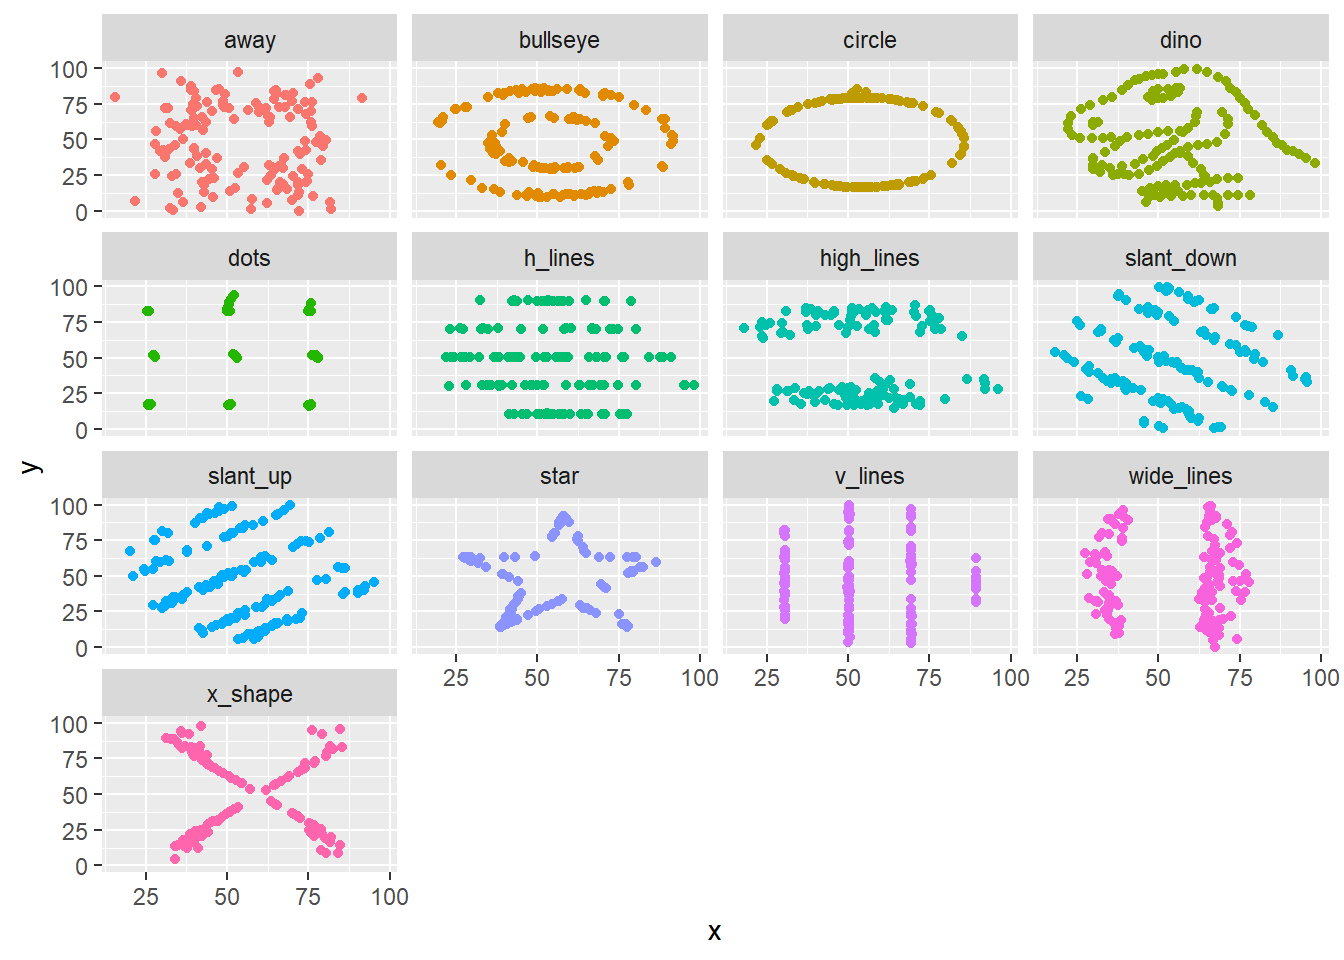 away bullseye circle dino
100
75
50
25
0
dots h_lines high_lines slant_down
100
75
50
25
0
y
slant_up star v_lines wide_lines
100
75
50
25
0
25 50 75 100 25 50 75 100 25 50 75 100
x_shape
100
75
50
25
0
25 50 75 100
x